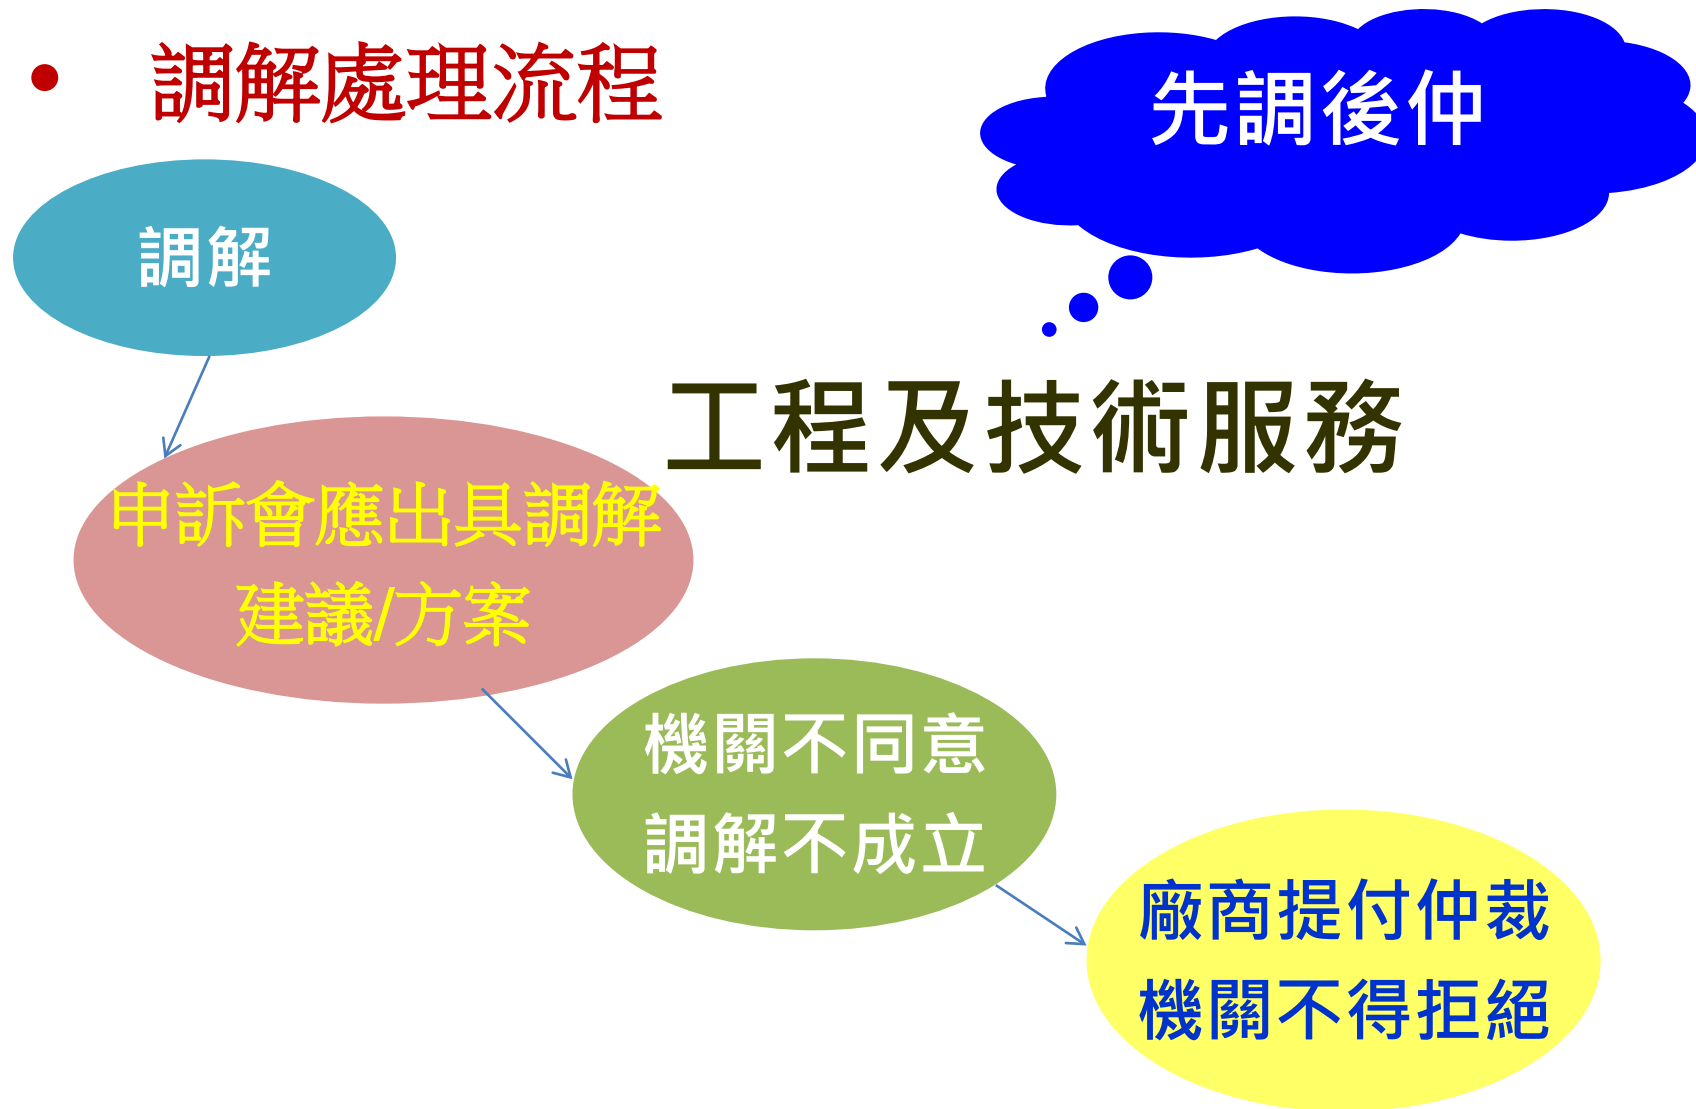 • 調解處理流程
先調後仲
調解
工程及技術服務
申訴會應出具調解
建議/方案
機關不同意
調解不成立
廠商提付仲裁
機關不得拒絕